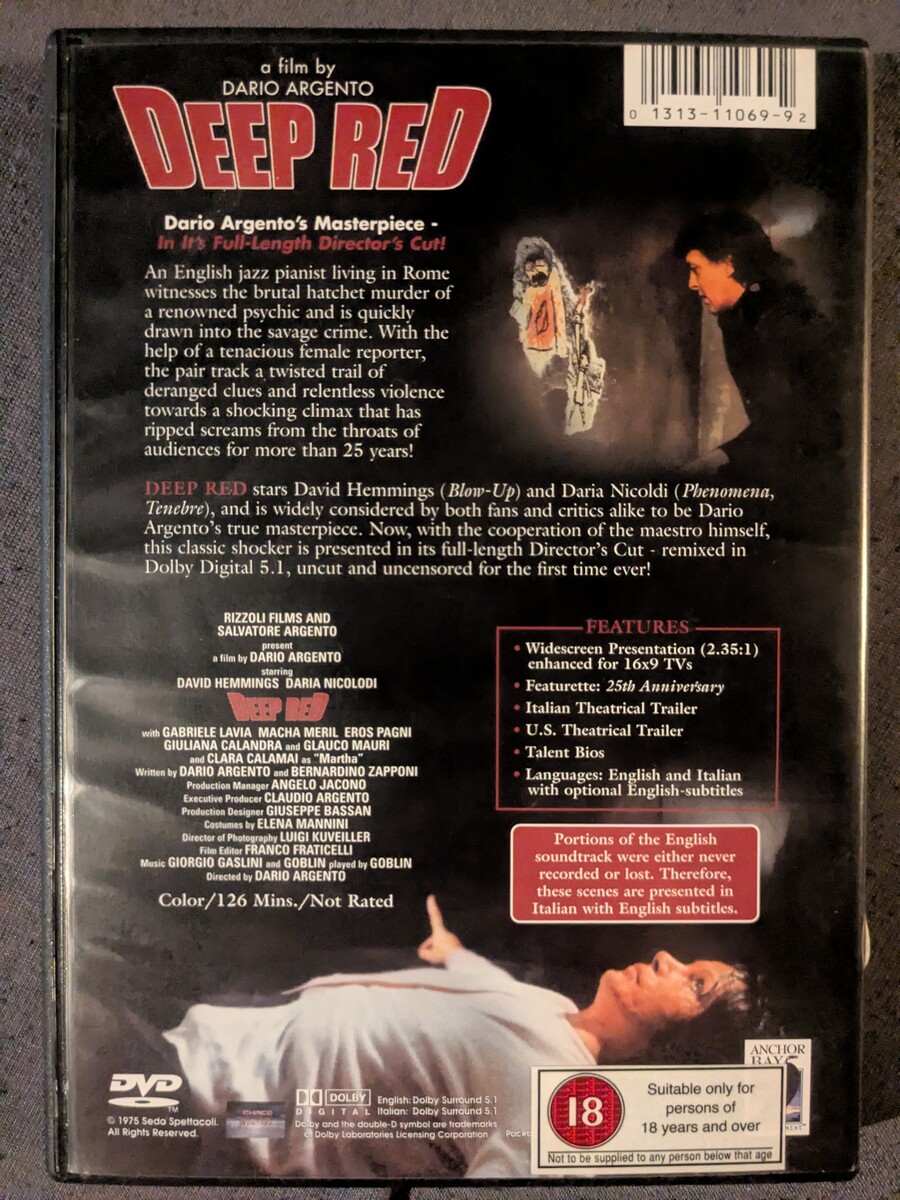 a film by
DARIO ARGENTO
DEEP RED
0 1313-11069-9 2
Dario Argento's Masterpiece -
In It's Full-Length Director's Cut!
An English jazz pianist living in Rome
witnesses the brutal hatchet murder of
a renowned psychic and is quickly
drawn into the savage crime. With the
help of a tenacious female reporter,
the pair track a twisted trail of
deranged clues and relentless violence
towards a shocking climax that has
ripped screams from the throats of
audiences for more than 25 years!
DEEP RED stars David Hemmings (Blow-Up) and Daria Nicoldi (Phenomena,
Tenebre), and is widely considered by both fans and critics alike to be Dario
Argento's true masterpiece. Now, with the cooperation of the maestro himself,
this classic shocker is presented in its full-length Director's Cut - remixed in
Dolby Digital 5.1, uncut and uncensored for the first time ever!
RIZZOLI FILMS AND
SALVATORE ARGENTO
present
a film by DARIO ARGENTO
starring
DAVID HEMMINGS DARIA NICOLODI
DEEP RED
with GABRIELE LAVIA MACHA MERIL EROS PAGNI
GIULIANA CALANDRA and GLAUCO MAURI
and CLARA CALAMAI as "Martha"
Written by DARIO ARGENTO and BERNARDINO ZAPPONI
Production Manager ANGELO JACONO
Executive Producer CLAUDIO ARGENTO
Production Designer GIUSEPPE BASSAN
Costumes by ELENA MANNINI
Director of Photography LUIGI KUVEILLER
Film Editor FRANCO FRATICELLI
Music GIORGIO GASLINI and GOBLIN played by GOBLIN
Directed by DARIO ARGENTO
Color/126 Mins./Not Rated
FEATURES
• Widescreen Presentation (2.35:1)
enhanced for 16x9 TVs
• Featurette: 25th Anniversary
• Italian Theatrical Trailer
• U.S. Theatrical Trailer
• Talent Bios
• Languages: English and Italian
with optional English-subtitles
Portions of the English
soundtrack were either never
recorded or lost. Therefore,
these scenes are presented in
Italian with English subtitles.
DVD
TM
© 1975 Seda Spettacoli.
All Rights Reserved.
DOLBY
DIGITAL
English: Dolby Surround 5.1
Italian: Dolby Surround 5.1
Dolby and the double-D symbol are trademarks
of Dolby Laboratories Licensing Corporation
Packa
ANCHOR
BAY
18
Suitable only for
persons of
18 years and over
Not to be supplied to any person below that age